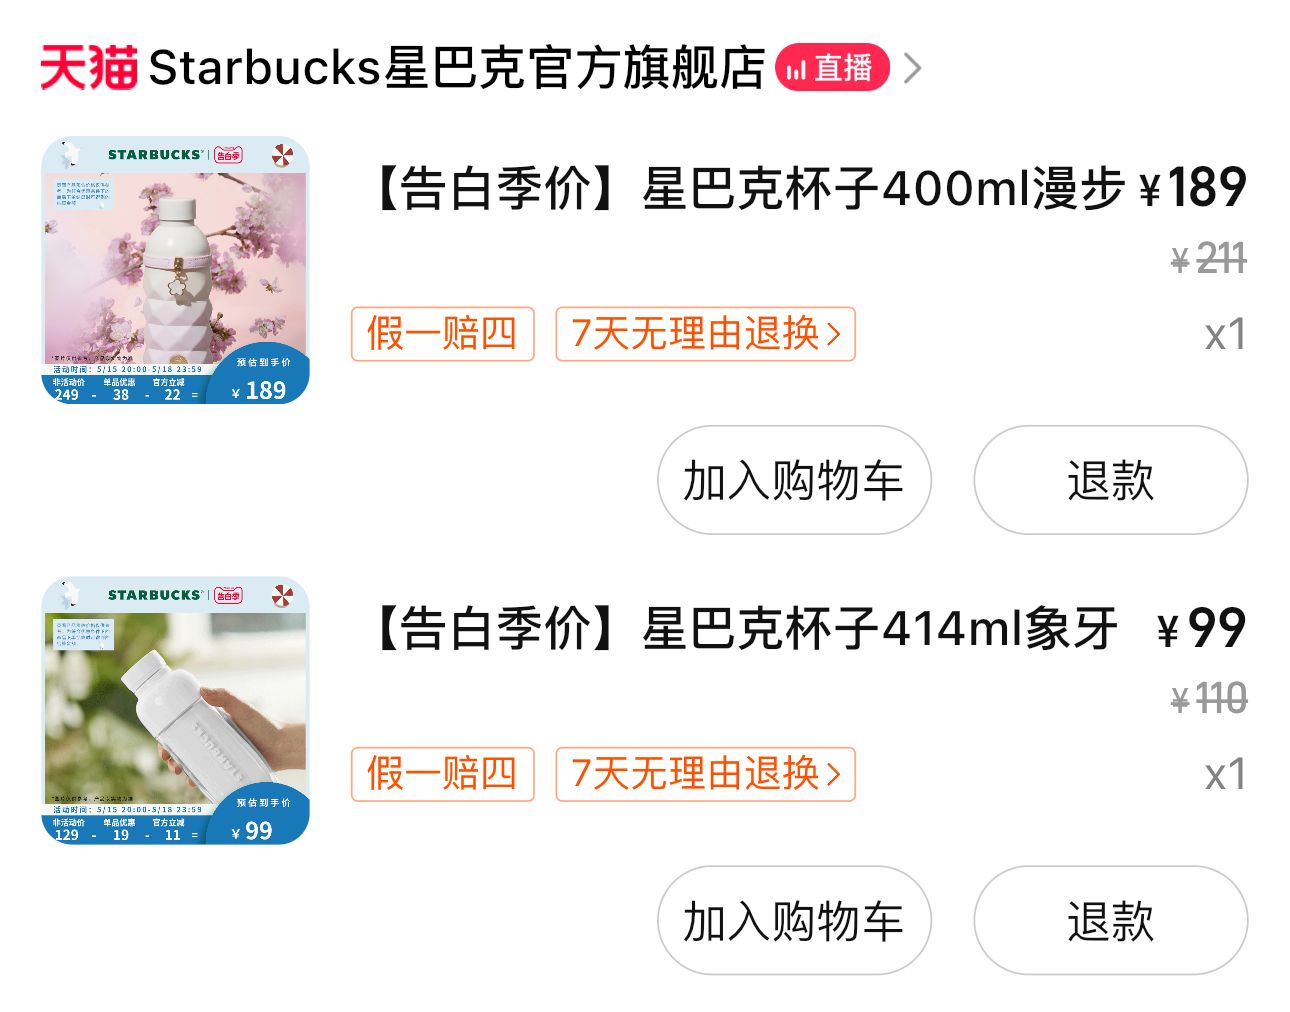 天猫 Starbucks星巴克官方旗舰店 直播
STARBUCKS 告白季
【告白季价】星巴克杯子400ml漫步 ¥189
¥211
假一赔四 7天无理由退换 x1
活动时间：5/15 20:00-5/18 23:59
预估到手价
非活动价 单品优惠 官方立减
249 - 38 - 22 = ¥189
加入购物车 退款
STARBUCKS 告白季
【告白季价】星巴克杯子414ml象牙 ¥99
¥110
假一赔四 7天无理由退换 x1
活动时间：5/15 20:00-5/18 23:59
预估到手价
非活动价 单品优惠 官方立减
129 - 19 - 11 = ¥99
加入购物车 退款